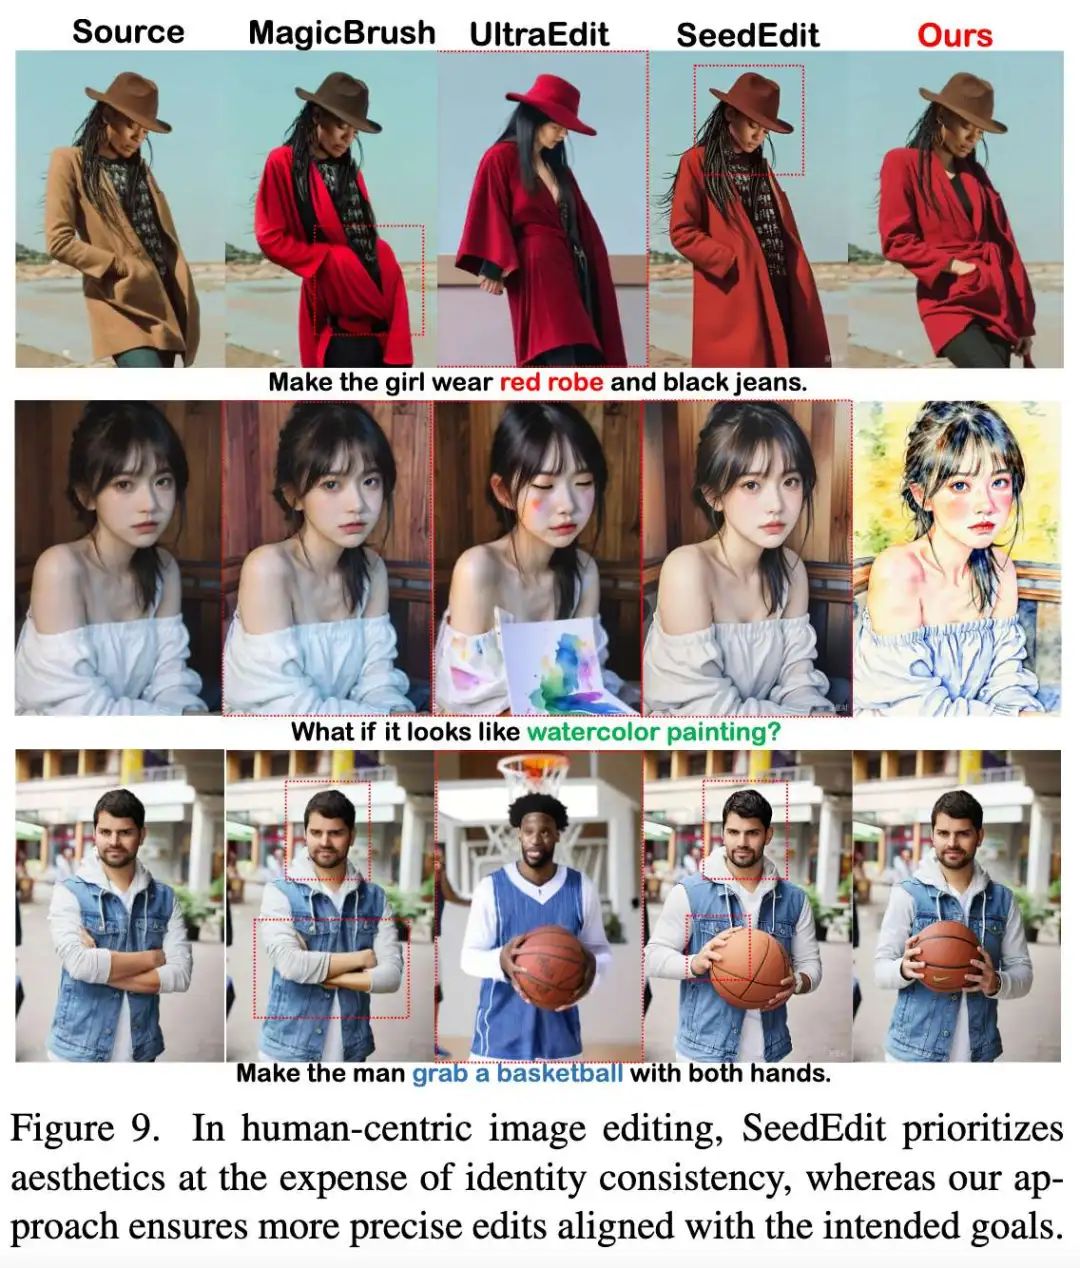 Source MagicBrush UltraEdit SeedEdit Ours
Make the girl wear red robe and black jeans.
What if it looks like watercolor painting?
Make the man grab a basketball with both hands.
Figure 9. In human-centric image editing, SeedEdit prioritizes
aesthetics at the expense of identity consistency, whereas our ap-
proach ensures more precise edits aligned with the intended goals.